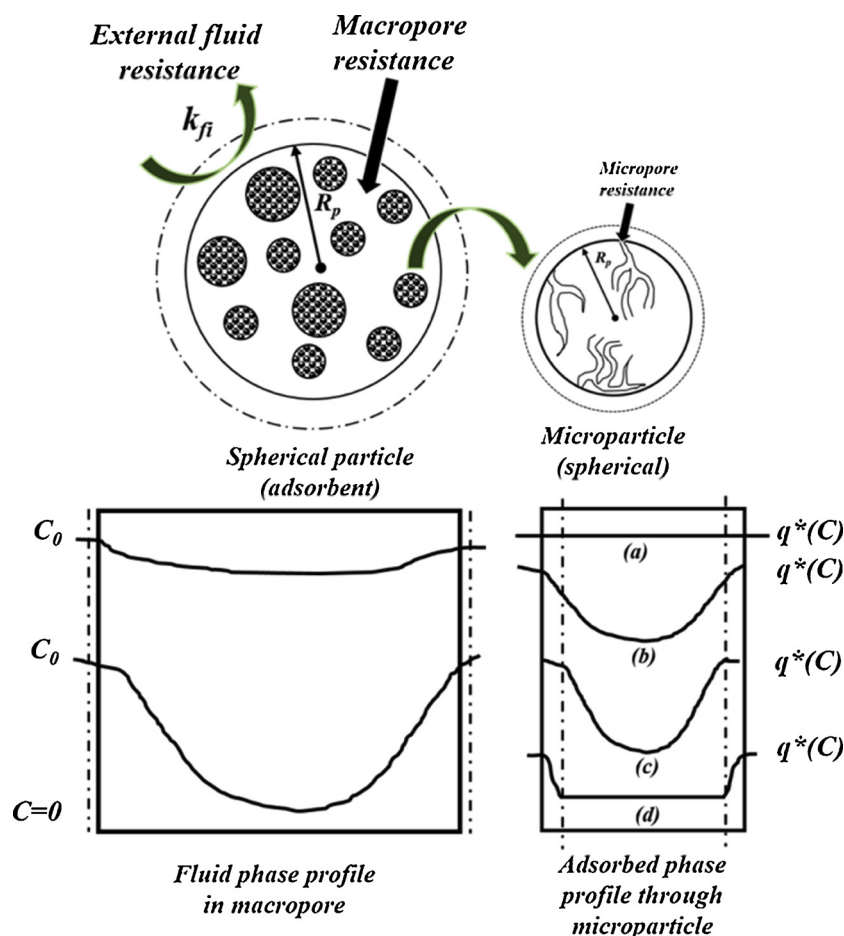 External fluid
resistance
Macropore
resistance
k_fi
R_p
Micropore
resistance
R_p
Spherical particle
(adsorbent)
Microparticle
(spherical)
C_0
C_0
C=0
q*(C)
(a)
q*(C)
(b)
q*(C)
(c)
q*(C)
(d)
Fluid phase profile
in macropore
Adsorbed phase
profile through
microparticle